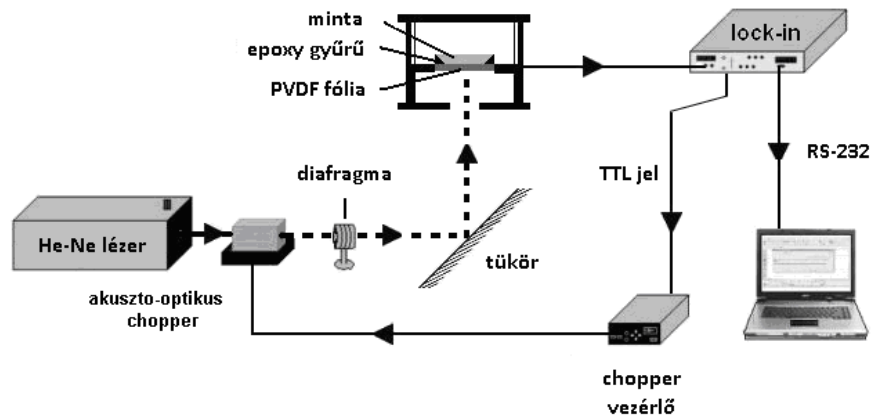 minta
epoxy gyűrű
PVDF fólia
lock-in
diafragma
TTL jel
RS-232
He-Ne lézer
tükör
akuszto-optikus
chopper
chopper
vezérlő